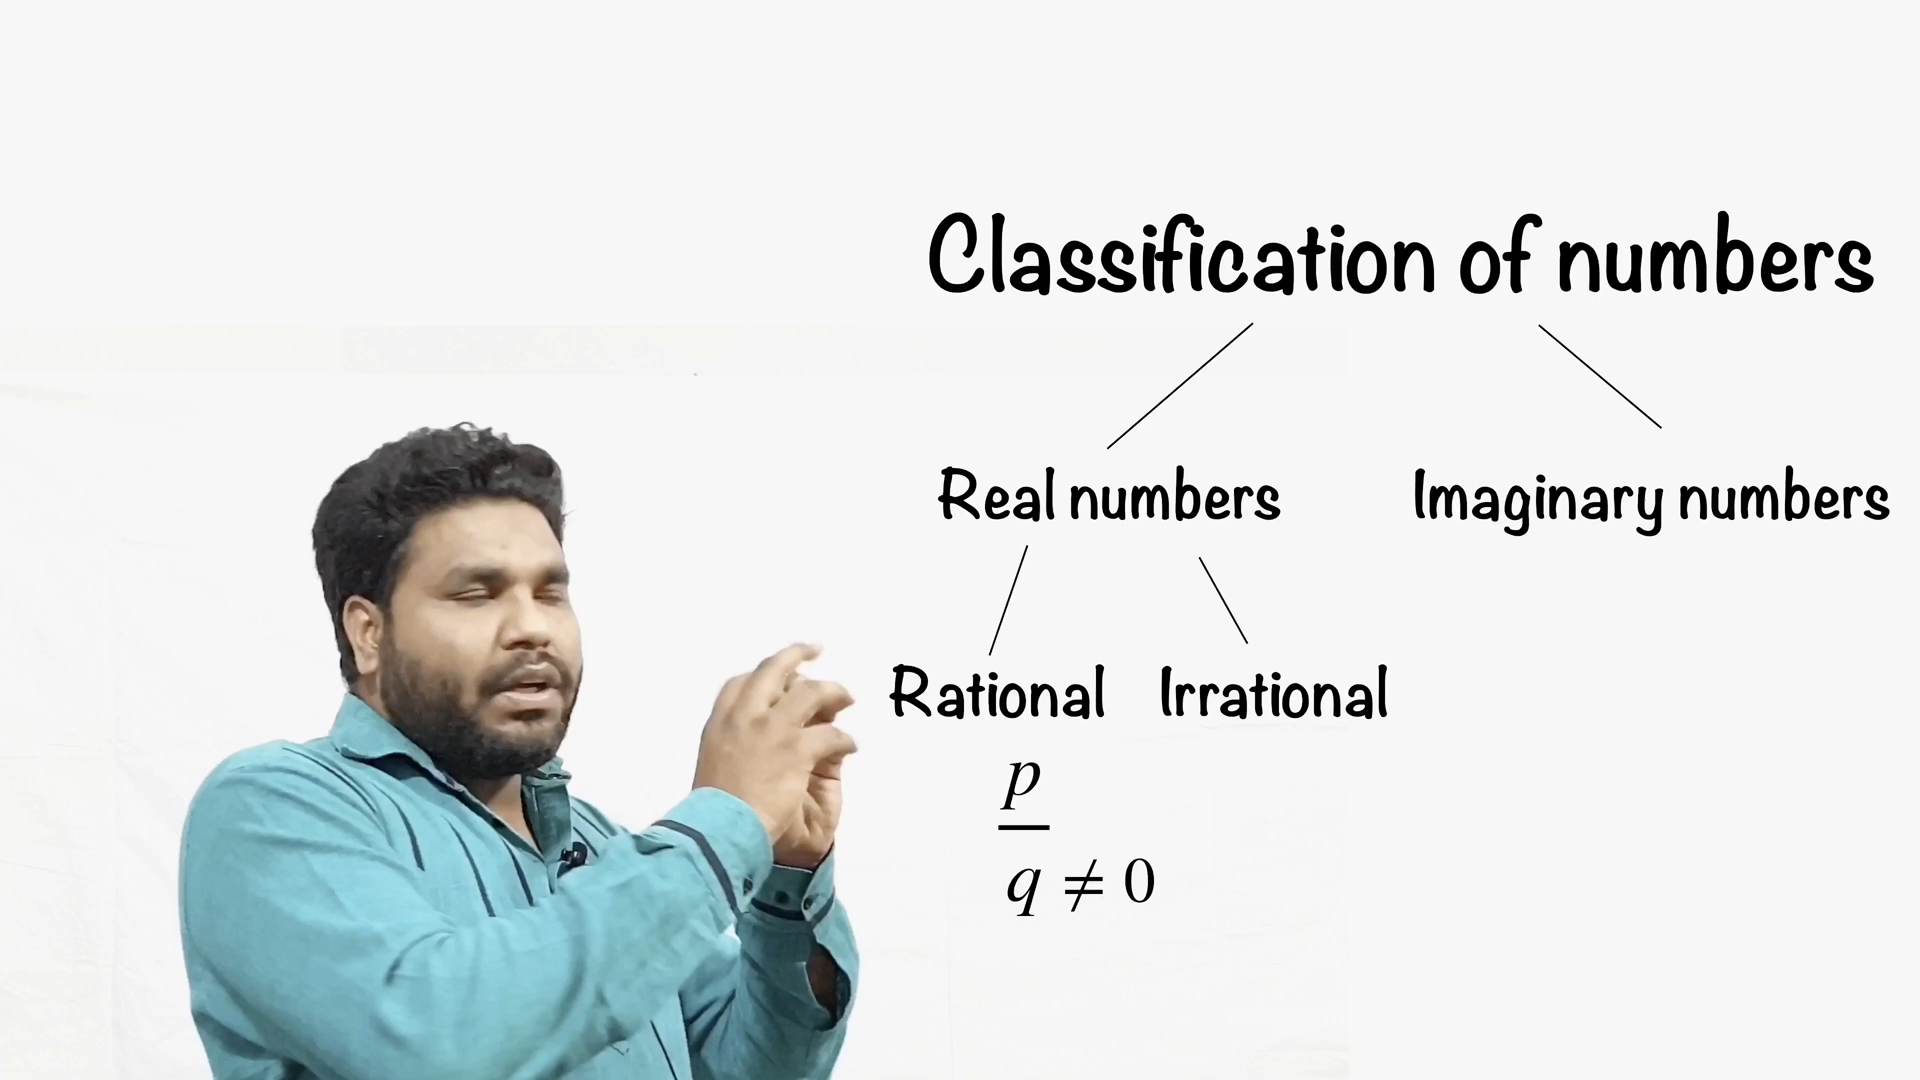 Classification of numbers
Real numbers Imaginary numbers
Rational Irrational
p
q ≠ 0